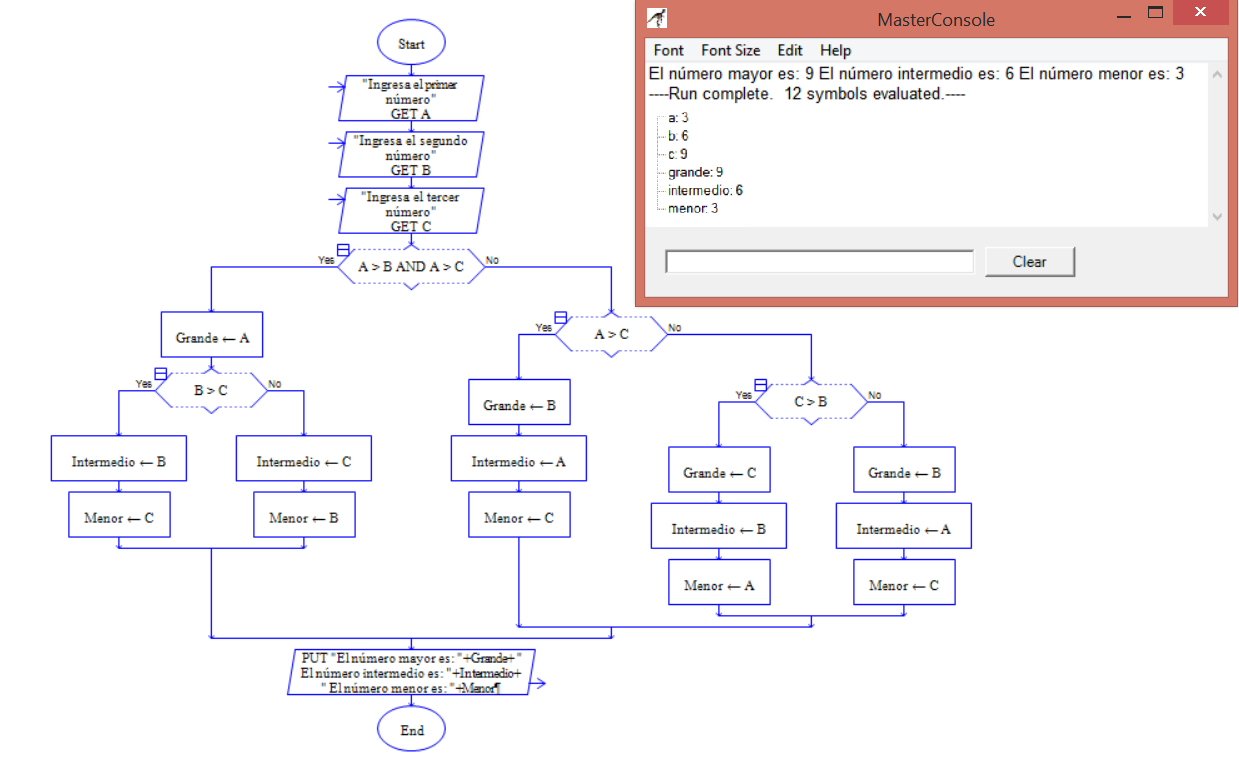 Start
"Ingresa el primer
número"
GET A
"Ingresa el segundo
número"
GET B
"Ingresa el tercer
número"
GET C
Yes
A > B AND A > C
No
Grande ← A
Yes
B > C
No
Intermedio ← B
Menor ← C
Intermedio ← C
Menor ← B
Yes
A > C
No
Grande ← B
Intermedio ← A
Menor ← C
Yes
C > B
No
Grande ← C
Intermedio ← B
Menor ← A
Grande ← B
Intermedio ← A
Menor ← C
PUT "El número mayor es: "+Grande+ "
El número intermedio es: "+Intermedio+
" El número menor es: "+Menor¶
End
MasterConsole
Font Font Size Edit Help
El número mayor es: 9 El número intermedio es: 6 El número menor es: 3
----Run complete. 12 symbols evaluated.----
a: 3
b: 6
c: 9
grande: 9
intermedio: 6
menor: 3
Clear